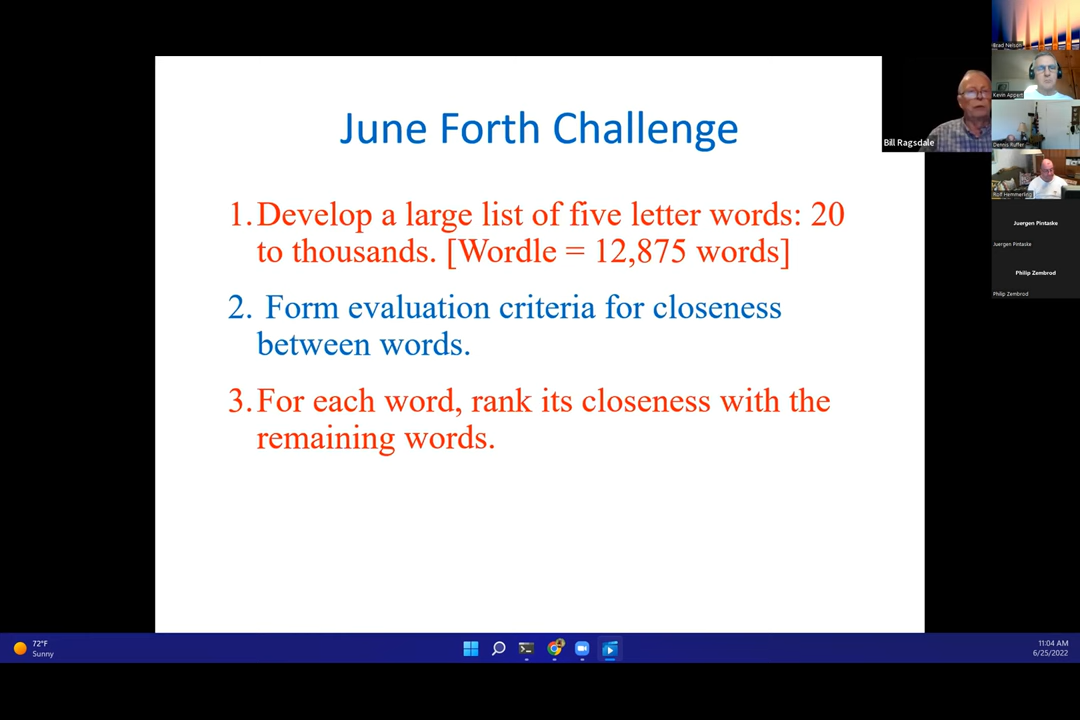 June Forth Challenge
1. Develop a large list of five letter words: 20
to thousands. [Wordle = 12,875 words]
2. Form evaluation criteria for closeness
between words.
3. For each word, rank its closeness with the
remaining words.
Bill Ragsdale
Brad Nelson
Kevin Appert
Dennis Ruffer
Rolf Hemmerling
Juergen Pintaske
Juergen Pintaske
Philip Zembrod
Philip Zembrod
72°F
Sunny
11:04 AM
6/25/2022